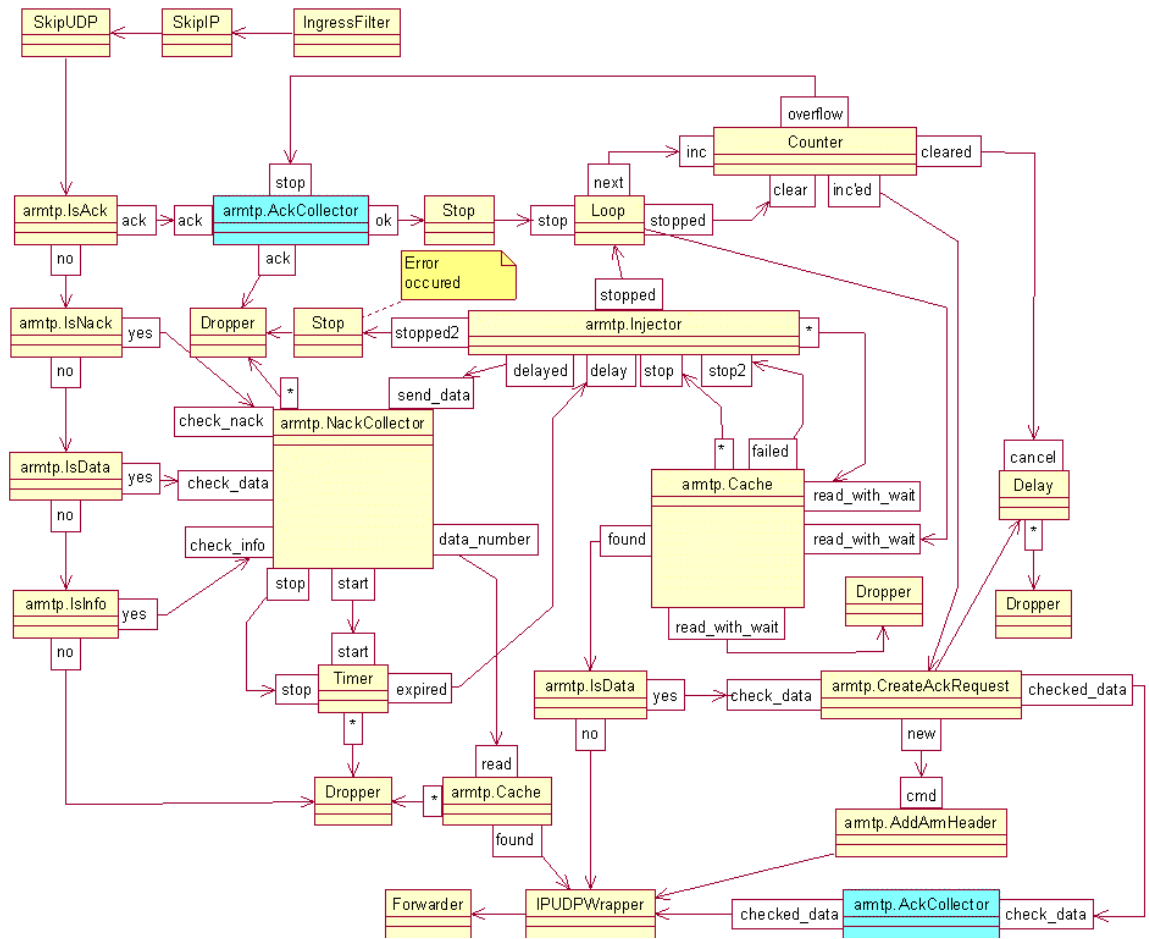 SkipUDP
SkipIP
IngressFilter
overflow
Counter
inc
cleared
clear
inc'ed
stop
next
armtp.IsAck
ack
ack
armtp.AckCollector
ok
Stop
stop
Loop
stopped
no
ack
Error
occured
stopped
armtp.IsNack
yes
Dropper
Stop
stopped2
armtp.Injector
*
no
delayed
delay
stop
stop2
*
send_data
check_nack
armtp.NackCollector
*
failed
cancel
armtp.IsData
yes
check_data
armtp.Cache
read_with_wait
Delay
no
check_info
data_number
found
read_with_wait
*
stop
start
armtp.IsInfo
yes
Dropper
Dropper
read_with_wait
no
start
stop
Timer
expired
armtp.IsData
yes
check_data
armtp.CreateAckRequest
checked_data
*
no
new
read
Dropper
*
armtp.Cache
cmd
armtp.AddArmHeader
found
Forwarder
IPUDPWrapper
checked_data
armtp.AckCollector
check_data